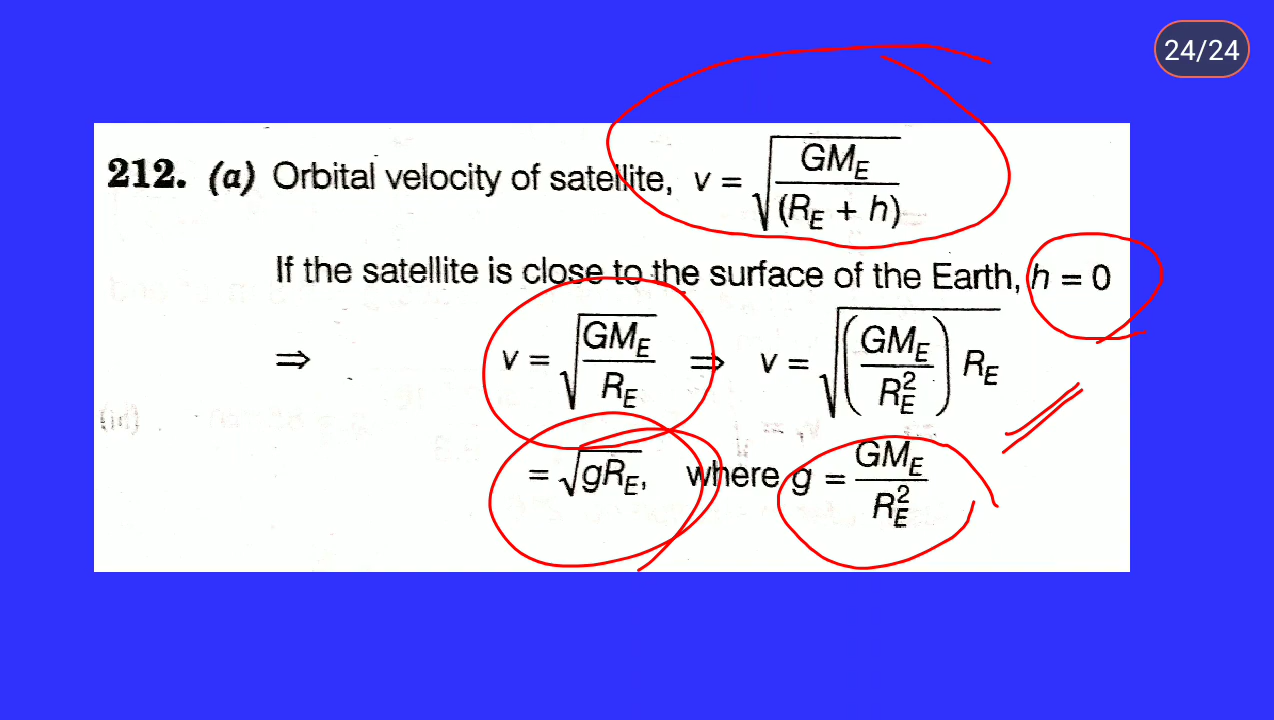 24/24
212. (a) Orbital velocity of satellite, v = √(GM_E/(R_E + h))
If the satellite is close to the surface of the Earth, h = 0
⇒ v = √(GM_E/R_E) ⇒ v = √((GM_E/R_E²) R_E)
= √(gR_E), where g = GM_E/R_E²